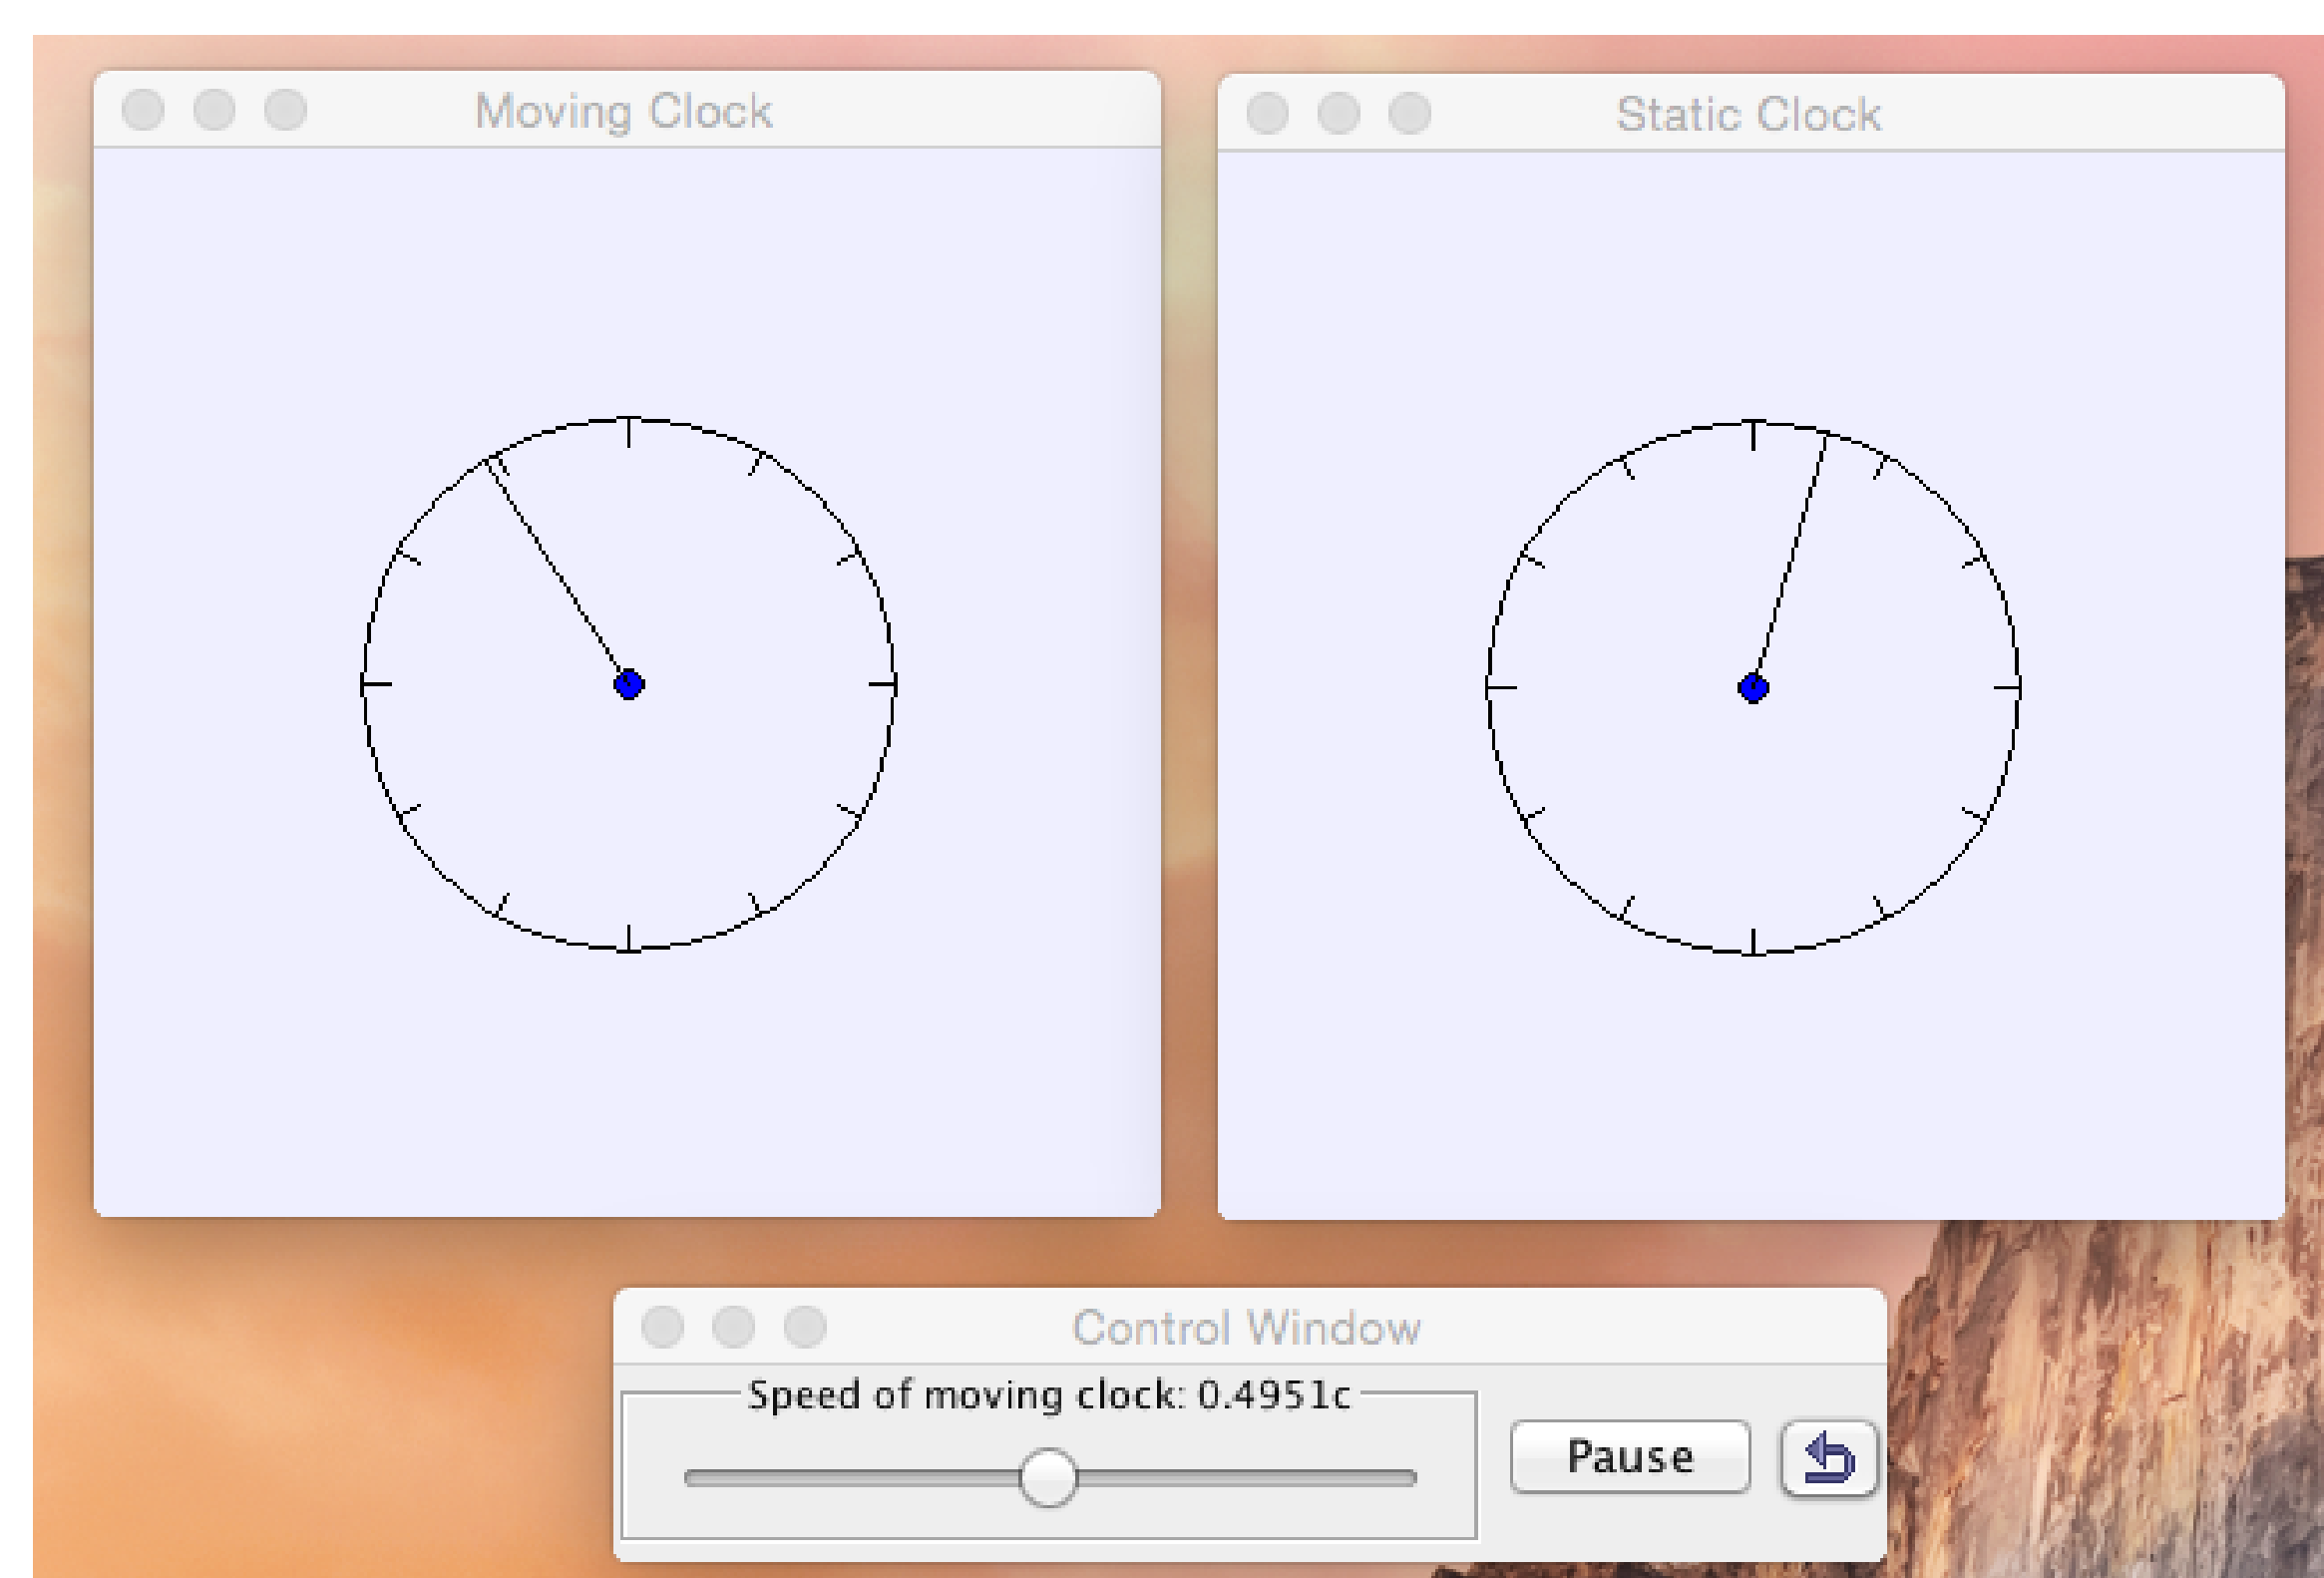 Moving Clock
Static Clock
Control Window
Speed of moving clock: 0.4951c
Pause